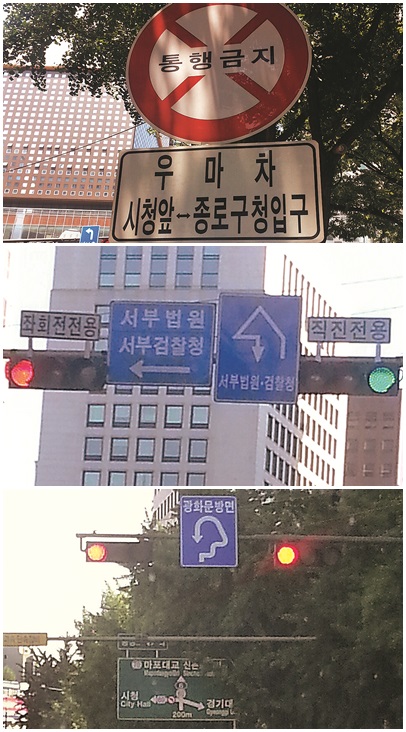 통행금지
우 마 차
시청앞↔종로구청입구
좌회전전용
서부법원
서부검찰청
서부법원·검찰청
직진전용
광화문방면
마포대교 신촌
시청
City Hall
경기대
200m